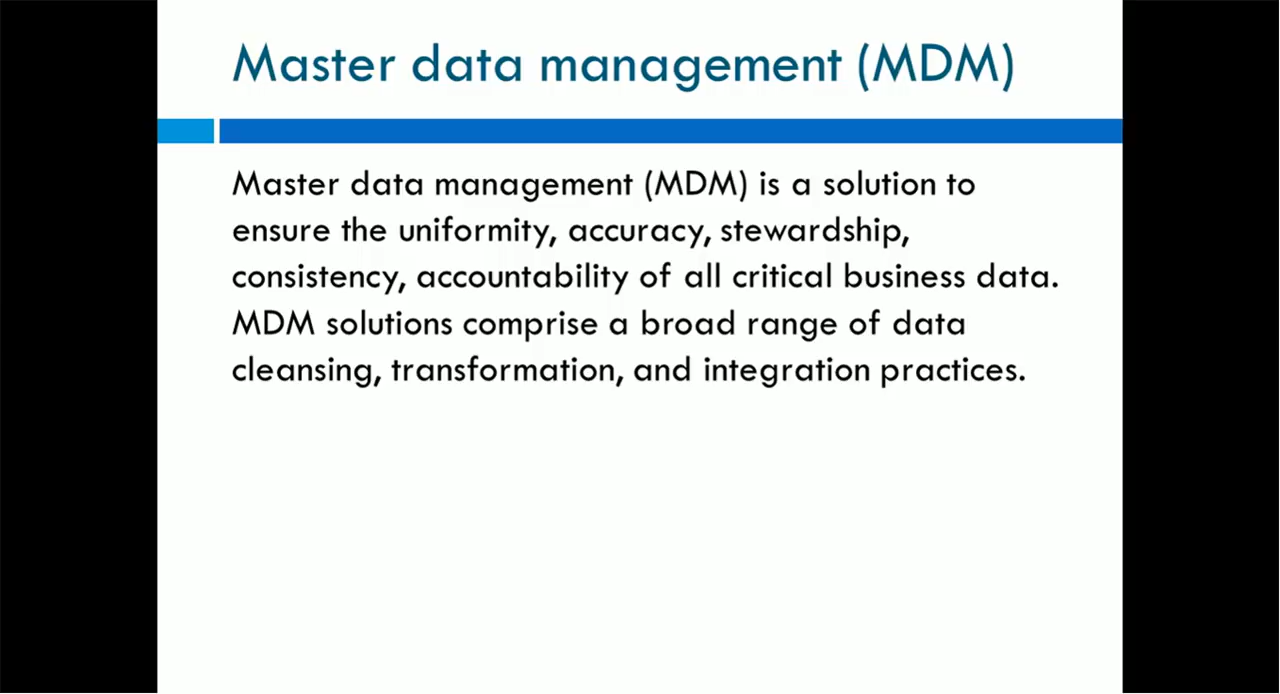 Master data management (MDM)
Master data management (MDM) is a solution to
ensure the uniformity, accuracy, stewardship,
consistency, accountability of all critical business data.
MDM solutions comprise a broad range of data
cleansing, transformation, and integration practices.